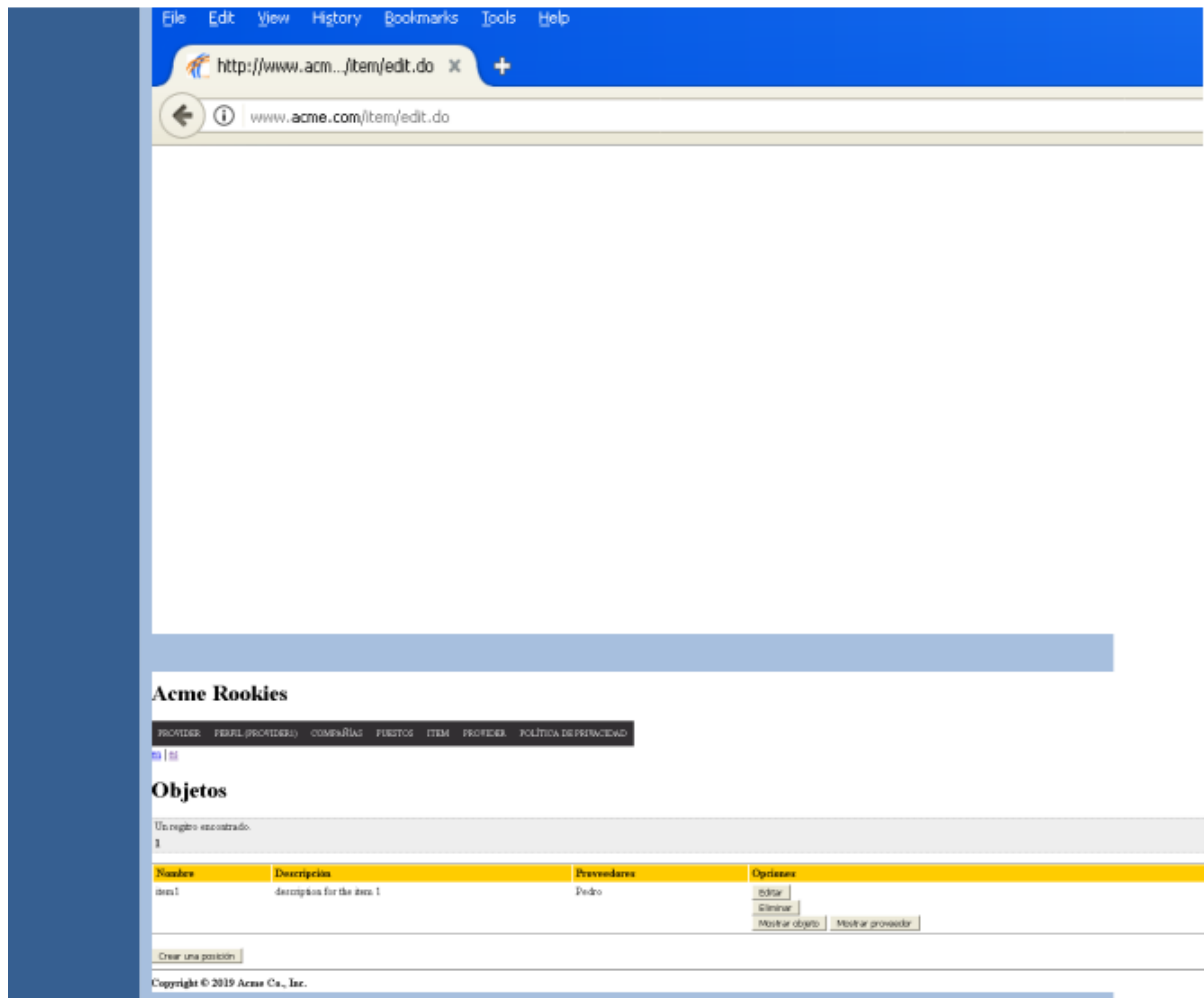 File Edit View History Bookmarks Tools Help
http://www.acm.../item/edit.do
www.acme.com/item/edit.do
Acme Rookies
PROVIDER PERFIL (PROVIDER1) COMPAÑÍAS PUESTOS ITEM PROVIDER POLÍTICA DE PRIVACIDAD
Objetos
Un registro encontrado.
1
Nombre Descripción Proveedores Opciones
item1 description for the item 1 Pedro Editar
Eliminar
Mostrar objeto Mostrar proveedor
Crear una posición
Copyright © 2019 Acme Co., Inc.